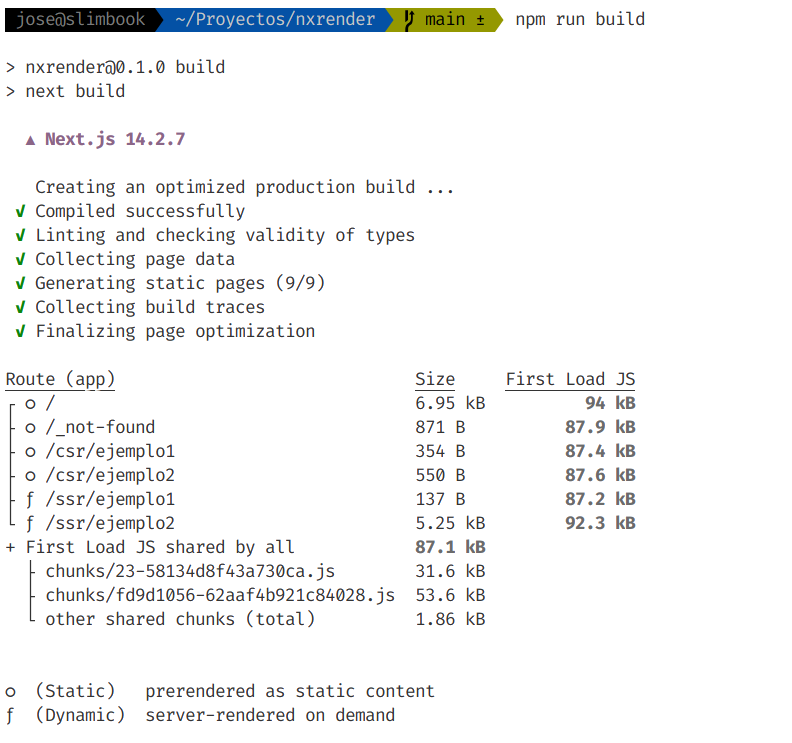 jose@slimbook ~/Proyectos/nxrender main ± npm run build
> nxrender@0.1.0 build
> next build
▲ Next.js 14.2.7
Creating an optimized production build ...
✓ Compiled successfully
✓ Linting and checking validity of types
✓ Collecting page data
✓ Generating static pages (9/9)
✓ Collecting build traces
✓ Finalizing page optimization
Route (app) Size First Load JS
┌ ○ / 6.95 kB 94 kB
├ ○ /_not-found 871 B 87.9 kB
├ ○ /csr/ejemplo1 354 B 87.4 kB
├ ○ /csr/ejemplo2 550 B 87.6 kB
├ ƒ /ssr/ejemplo1 137 B 87.2 kB
└ ƒ /ssr/ejemplo2 5.25 kB 92.3 kB
+ First Load JS shared by all 87.1 kB
├ chunks/23-58134d8f43a730ca.js 31.6 kB
├ chunks/fd9d1056-62aaf4b921c84028.js 53.6 kB
└ other shared chunks (total) 1.86 kB
○ (Static) prerendered as static content
ƒ (Dynamic) server-rendered on demand